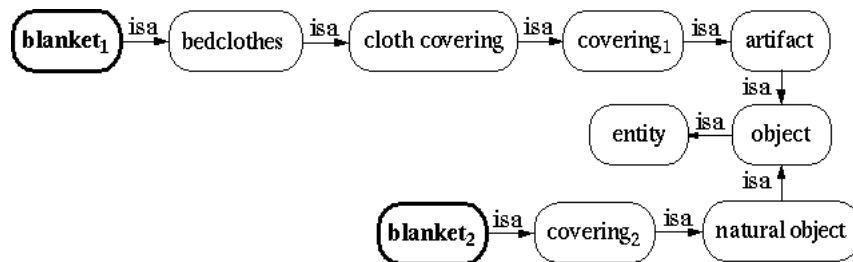 blanket₁ isa bedclothes isa cloth covering isa covering₁ isa artifact
isa
entity isa object
isa
blanket₂ isa covering₂ isa natural object